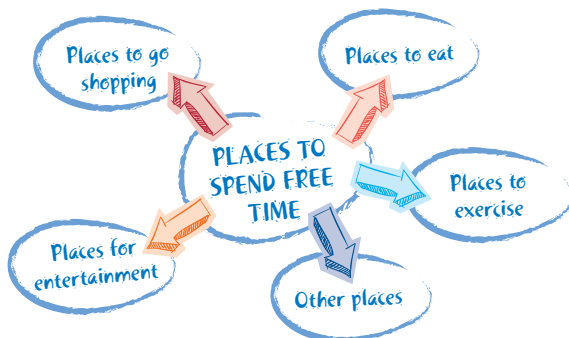 Places to go
shopping
Places to eat
PLACES TO
SPEND FREE
TIME
Places to
exercise
Places for
entertainment
Other places